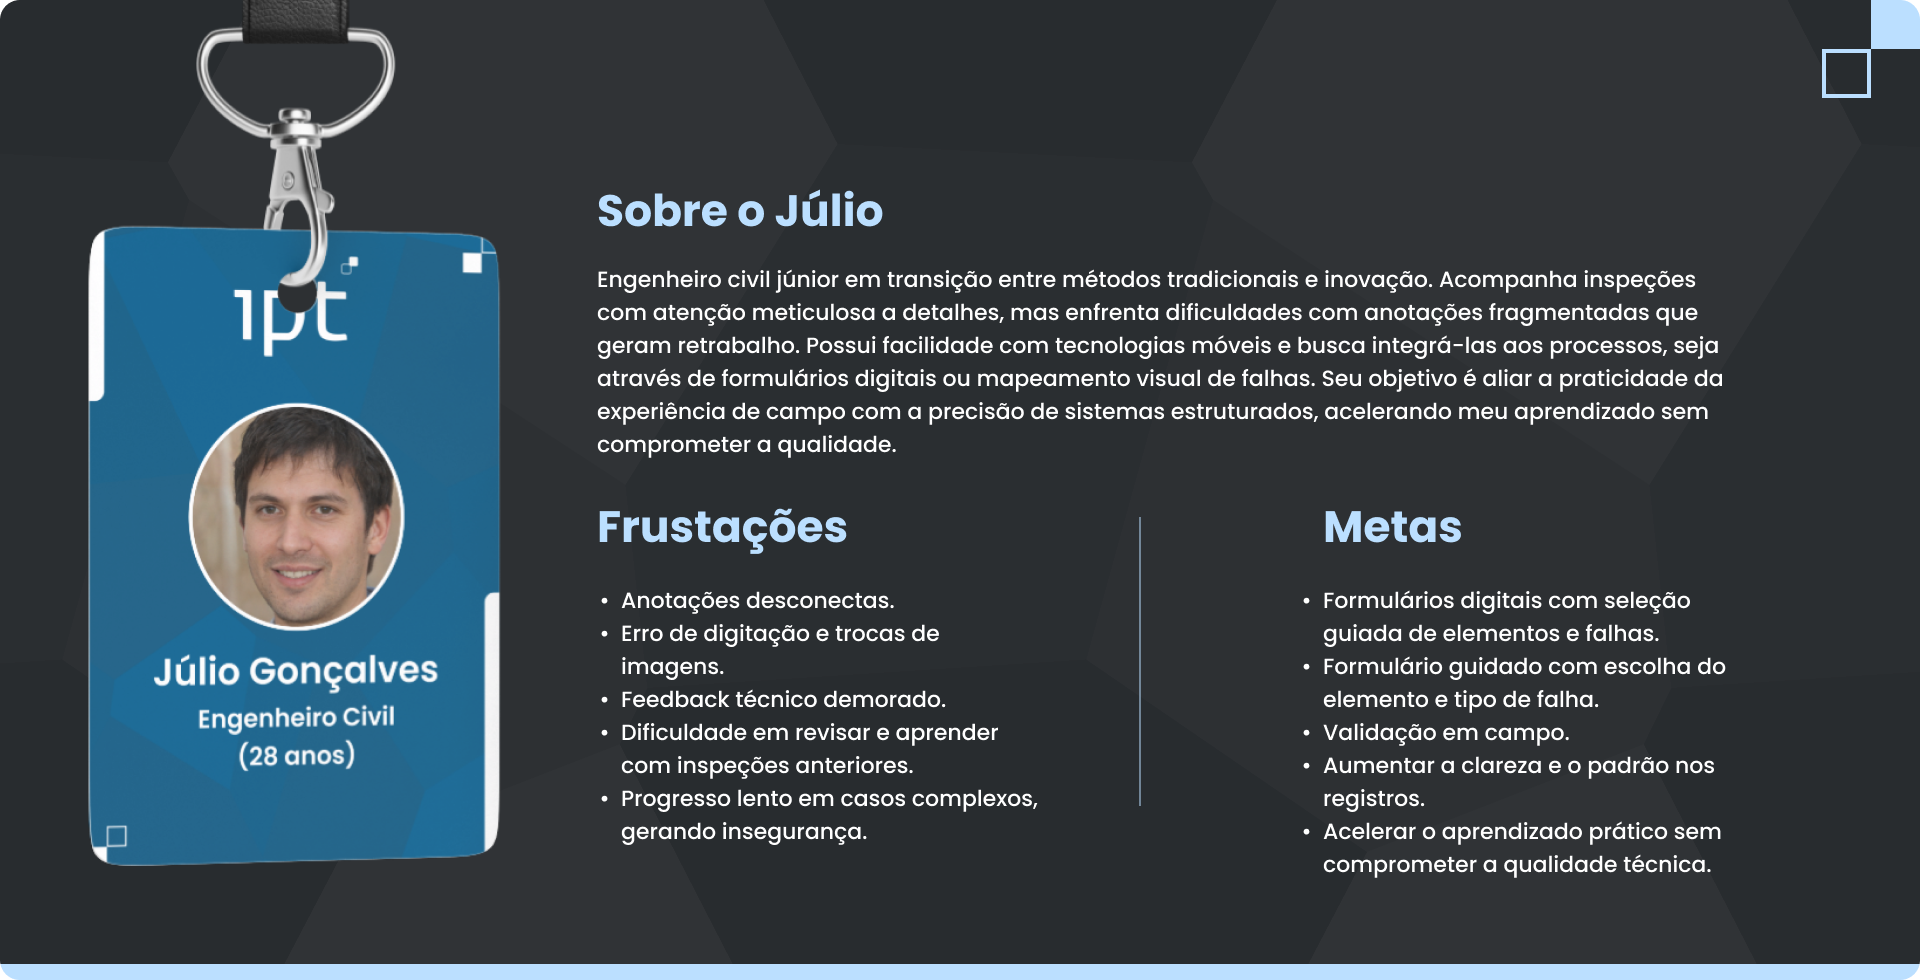 ipt
Júlio Gonçalves
Engenheiro Civil
(28 anos)
Sobre o Júlio
Engenheiro civil júnior em transição entre métodos tradicionais e inovação. Acompanha inspeções
com atenção meticulosa a detalhes, mas enfrenta dificuldades com anotações fragmentadas que
geram retrabalho. Possui facilidade com tecnologias móveis e busca integrá-las aos processos, seja
através de formulários digitais ou mapeamento visual de falhas. Seu objetivo é aliar a praticidade da
experiência de campo com a precisão de sistemas estruturados, acelerando meu aprendizado sem
comprometer a qualidade.
Frustações
• Anotações desconectas.
• Erro de digitação e trocas de
imagens.
• Feedback técnico demorado.
• Dificuldade em revisar e aprender
com inspeções anteriores.
• Progresso lento em casos complexos,
gerando insegurança.
Metas
• Formulários digitais com seleção
guiada de elementos e falhas.
• Formulário guidado com escolha do
elemento e tipo de falha.
• Validação em campo.
• Aumentar a clareza e o padrão nos
registros.
• Acelerar o aprendizado prático sem
comprometer a qualidade técnica.